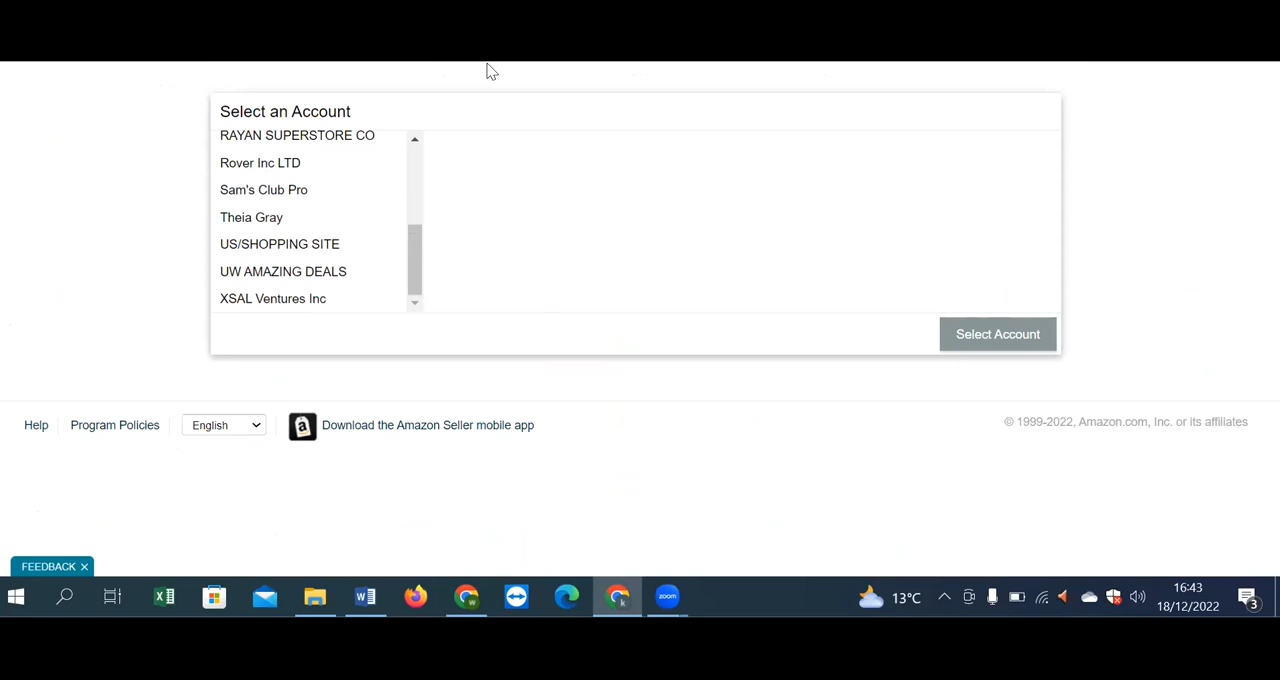 Select an Account
RAYAN SUPERSTORE CO
Rover Inc LTD
Sam's Club Pro
Theia Gray
US/SHOPPING SITE
UW AMAZING DEALS
XSAL Ventures Inc
Select Account
Help
Program Policies
English
Download the Amazon Seller mobile app
© 1999-2022, Amazon.com, Inc. or its affiliates
FEEDBACK ×
zoom
13°C
16:43
18/12/2022
3